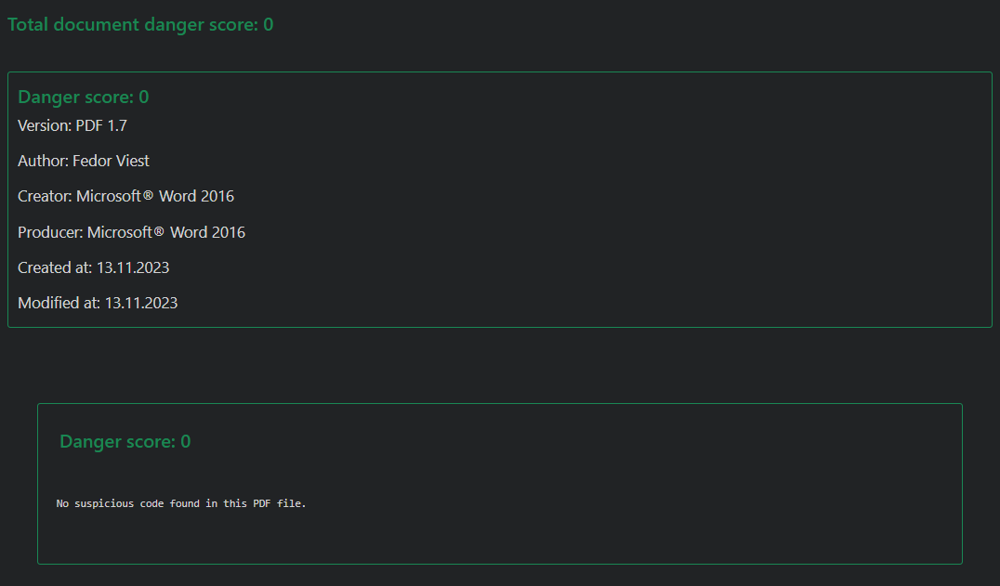 Total document danger score: 0
Danger score: 0
Version: PDF 1.7
Author: Fedor Viest
Creator: Microsoft® Word 2016
Producer: Microsoft® Word 2016
Created at: 13.11.2023
Modified at: 13.11.2023
Danger score: 0
No suspicious code found in this PDF file.